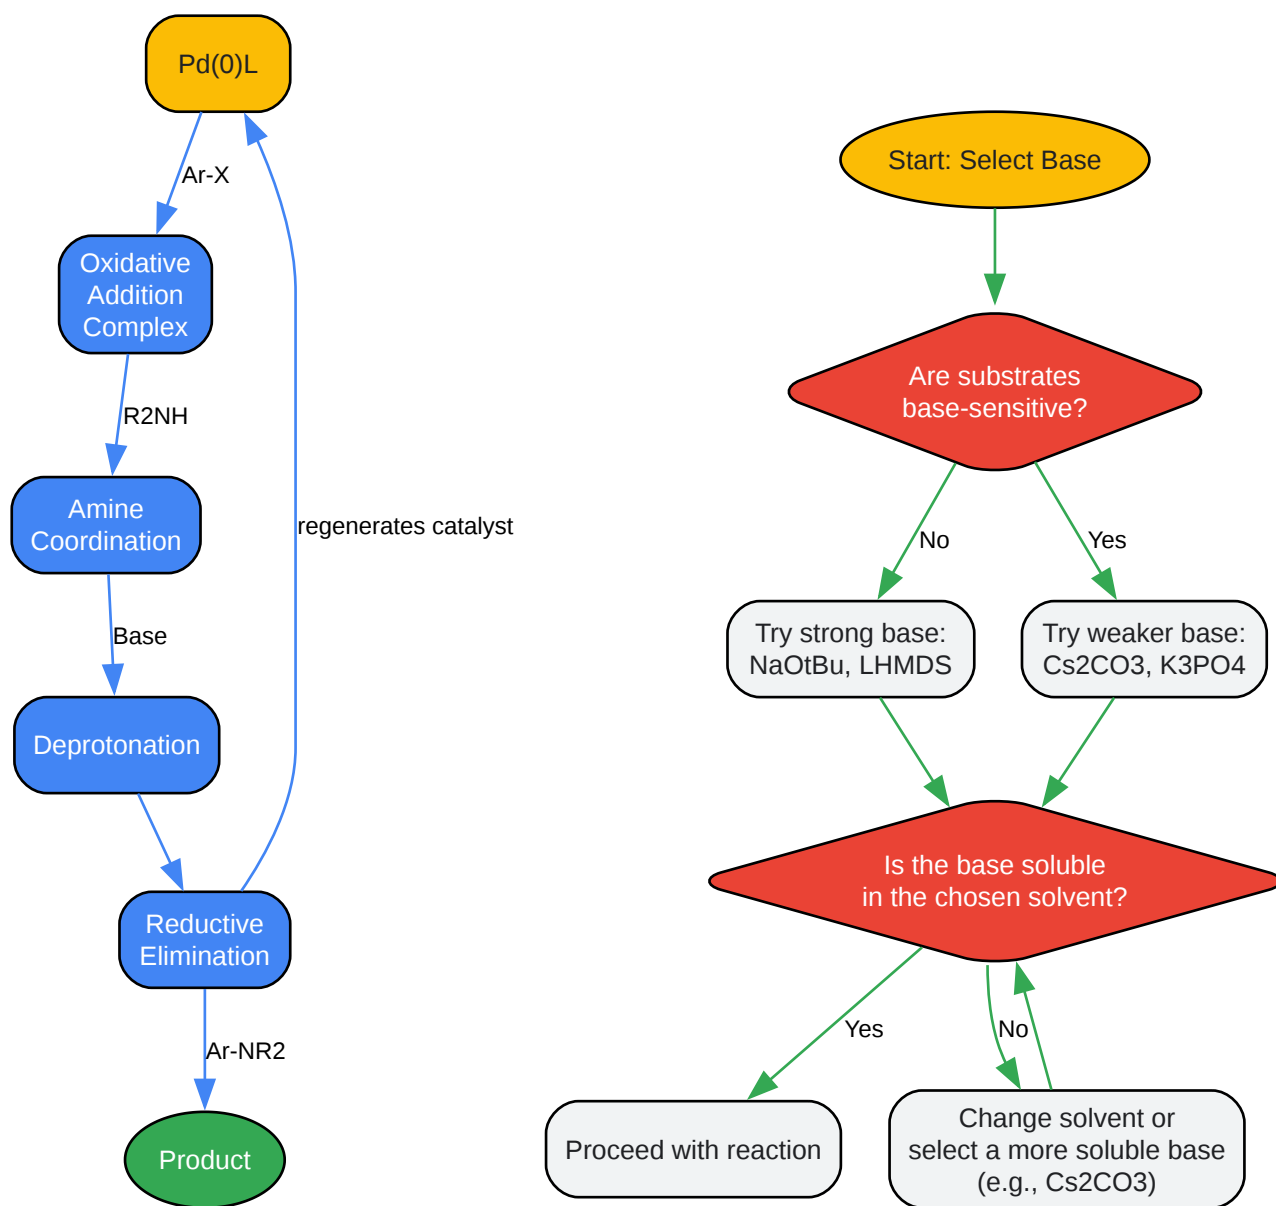 Pd(0)L
Ar-X
Oxidative
Addition
Complex
R2NH
Amine
Coordination
regenerates catalyst
Base
Deprotonation
Reductive
Elimination
Ar-NR2
Product
Start: Select Base
Are substrates
base-sensitive?
No
Yes
Try strong base:
NaOtBu, LHMDS
Try weaker base:
Cs2CO3, K3PO4
Is the base soluble
in the chosen solvent?
Yes
No
Proceed with reaction
Change solvent or
select a more soluble base
(e.g., Cs2CO3)